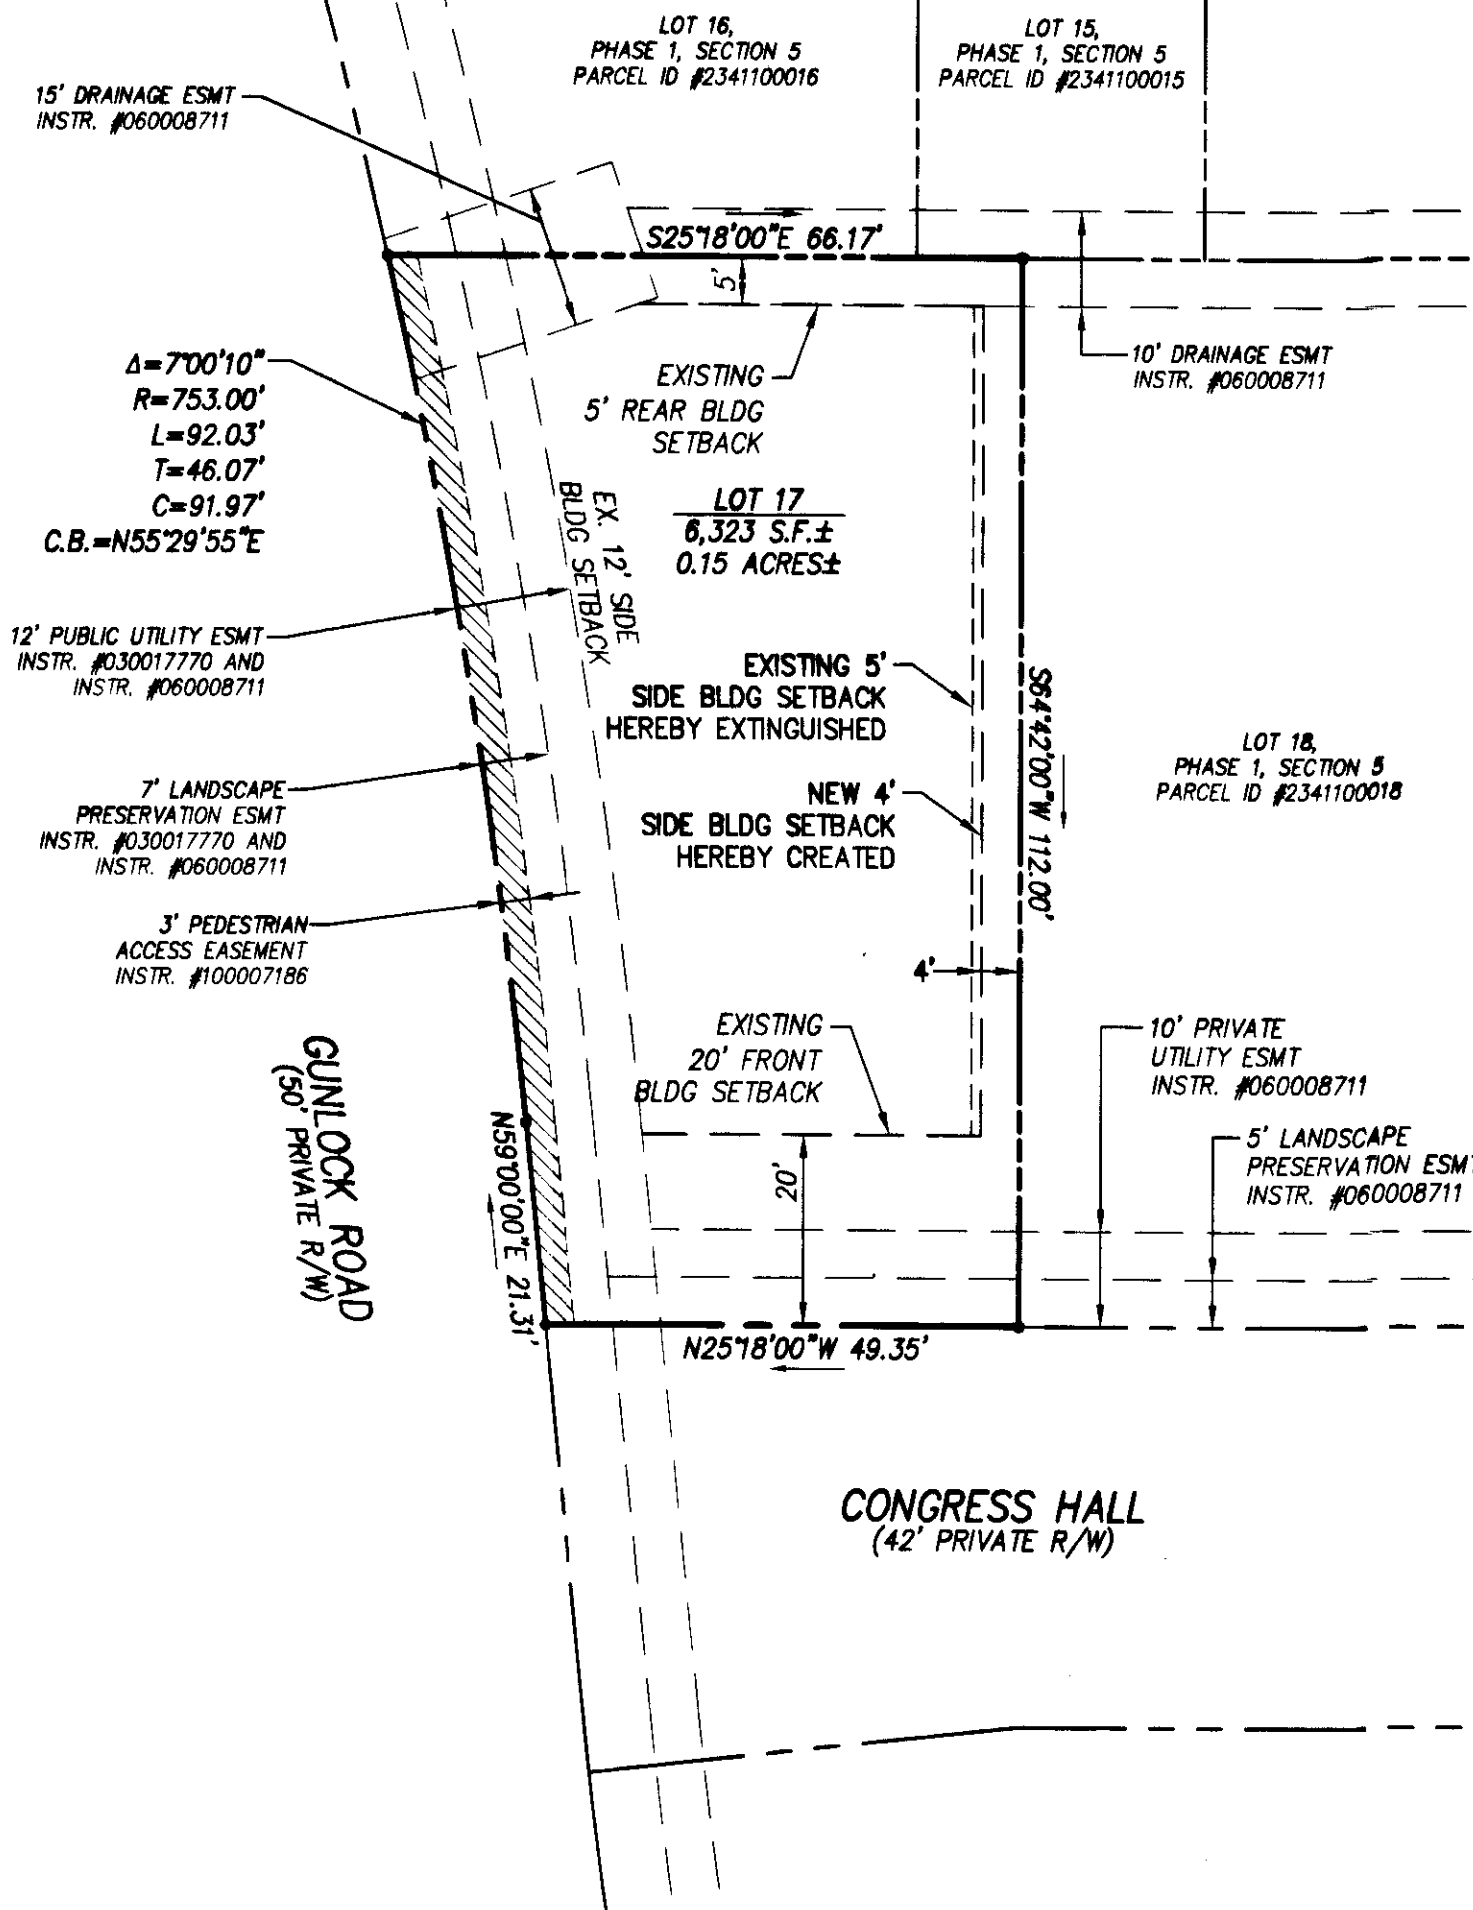 LOT 16,
PHASE 1, SECTION 5
PARCEL ID #2341100016
LOT 15,
PHASE 1, SECTION 5
PARCEL ID #2341100015
15' DRAINAGE ESMT
INSTR. #060008711
S25°18'00"E 66.17'
5'
10' DRAINAGE ESMT
INSTR. #060008711
Δ=7°00'10"
R=753.00'
L=92.03'
T=46.07'
C=91.97'
C.B.=N55°29'55"E
EXISTING
5' REAR BLDG
SETBACK
LOT 17
6,323 S.F.±
0.15 ACRES±
EX. 12' SIDE
BLDG SETBACK
12' PUBLIC UTILITY ESMT
INSTR. #030017770 AND
INSTR. #060008711
EXISTING 5'
SIDE BLDG SETBACK
HEREBY EXTINGUISHED
S64°42'00"W 112.00'
LOT 18,
PHASE 1, SECTION 5
PARCEL ID #2341100018
7' LANDSCAPE
PRESERVATION ESMT
INSTR. #030017770 AND
INSTR. #060008711
NEW 4'
SIDE BLDG SETBACK
HEREBY CREATED
3' PEDESTRIAN
ACCESS EASEMENT
INSTR. #100007186
4'
EXISTING
20' FRONT
BLDG SETBACK
10' PRIVATE
UTILITY ESMT
INSTR. #060008711
GUNLOCK ROAD
(50' PRIVATE R/W)
N59°00'00"E 21.31'
20'
5' LANDSCAPE
PRESERVATION ESMT
INSTR. #060008711
N25°18'00"W 49.35'
CONGRESS HALL
(42' PRIVATE R/W)